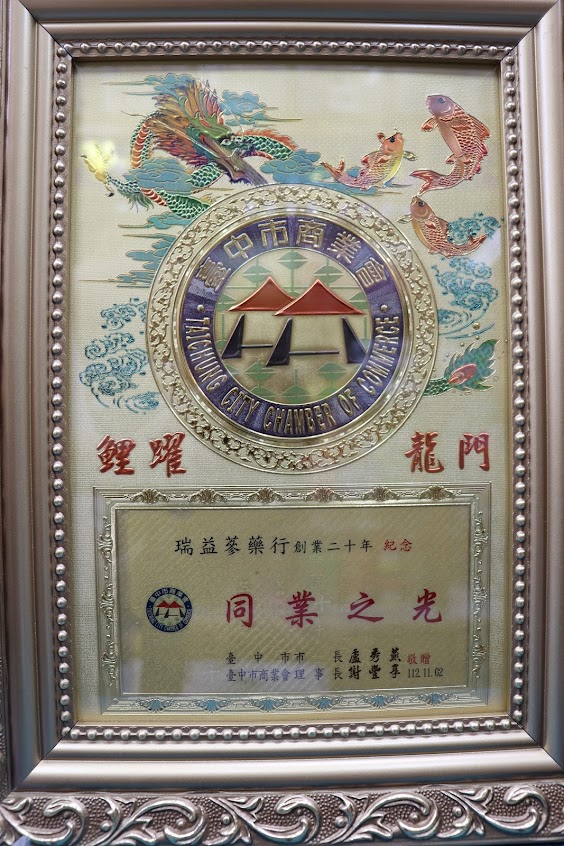 臺中市商業會
TAICHUNG CITY CHAMBER OF COMMERCE
鯉躍 龍門
瑞益蔘藥行創業二十年 紀念
同業之光
臺中市市長盧秀燕 敬贈
臺中市商業會理事長謝豐享 112.11.02